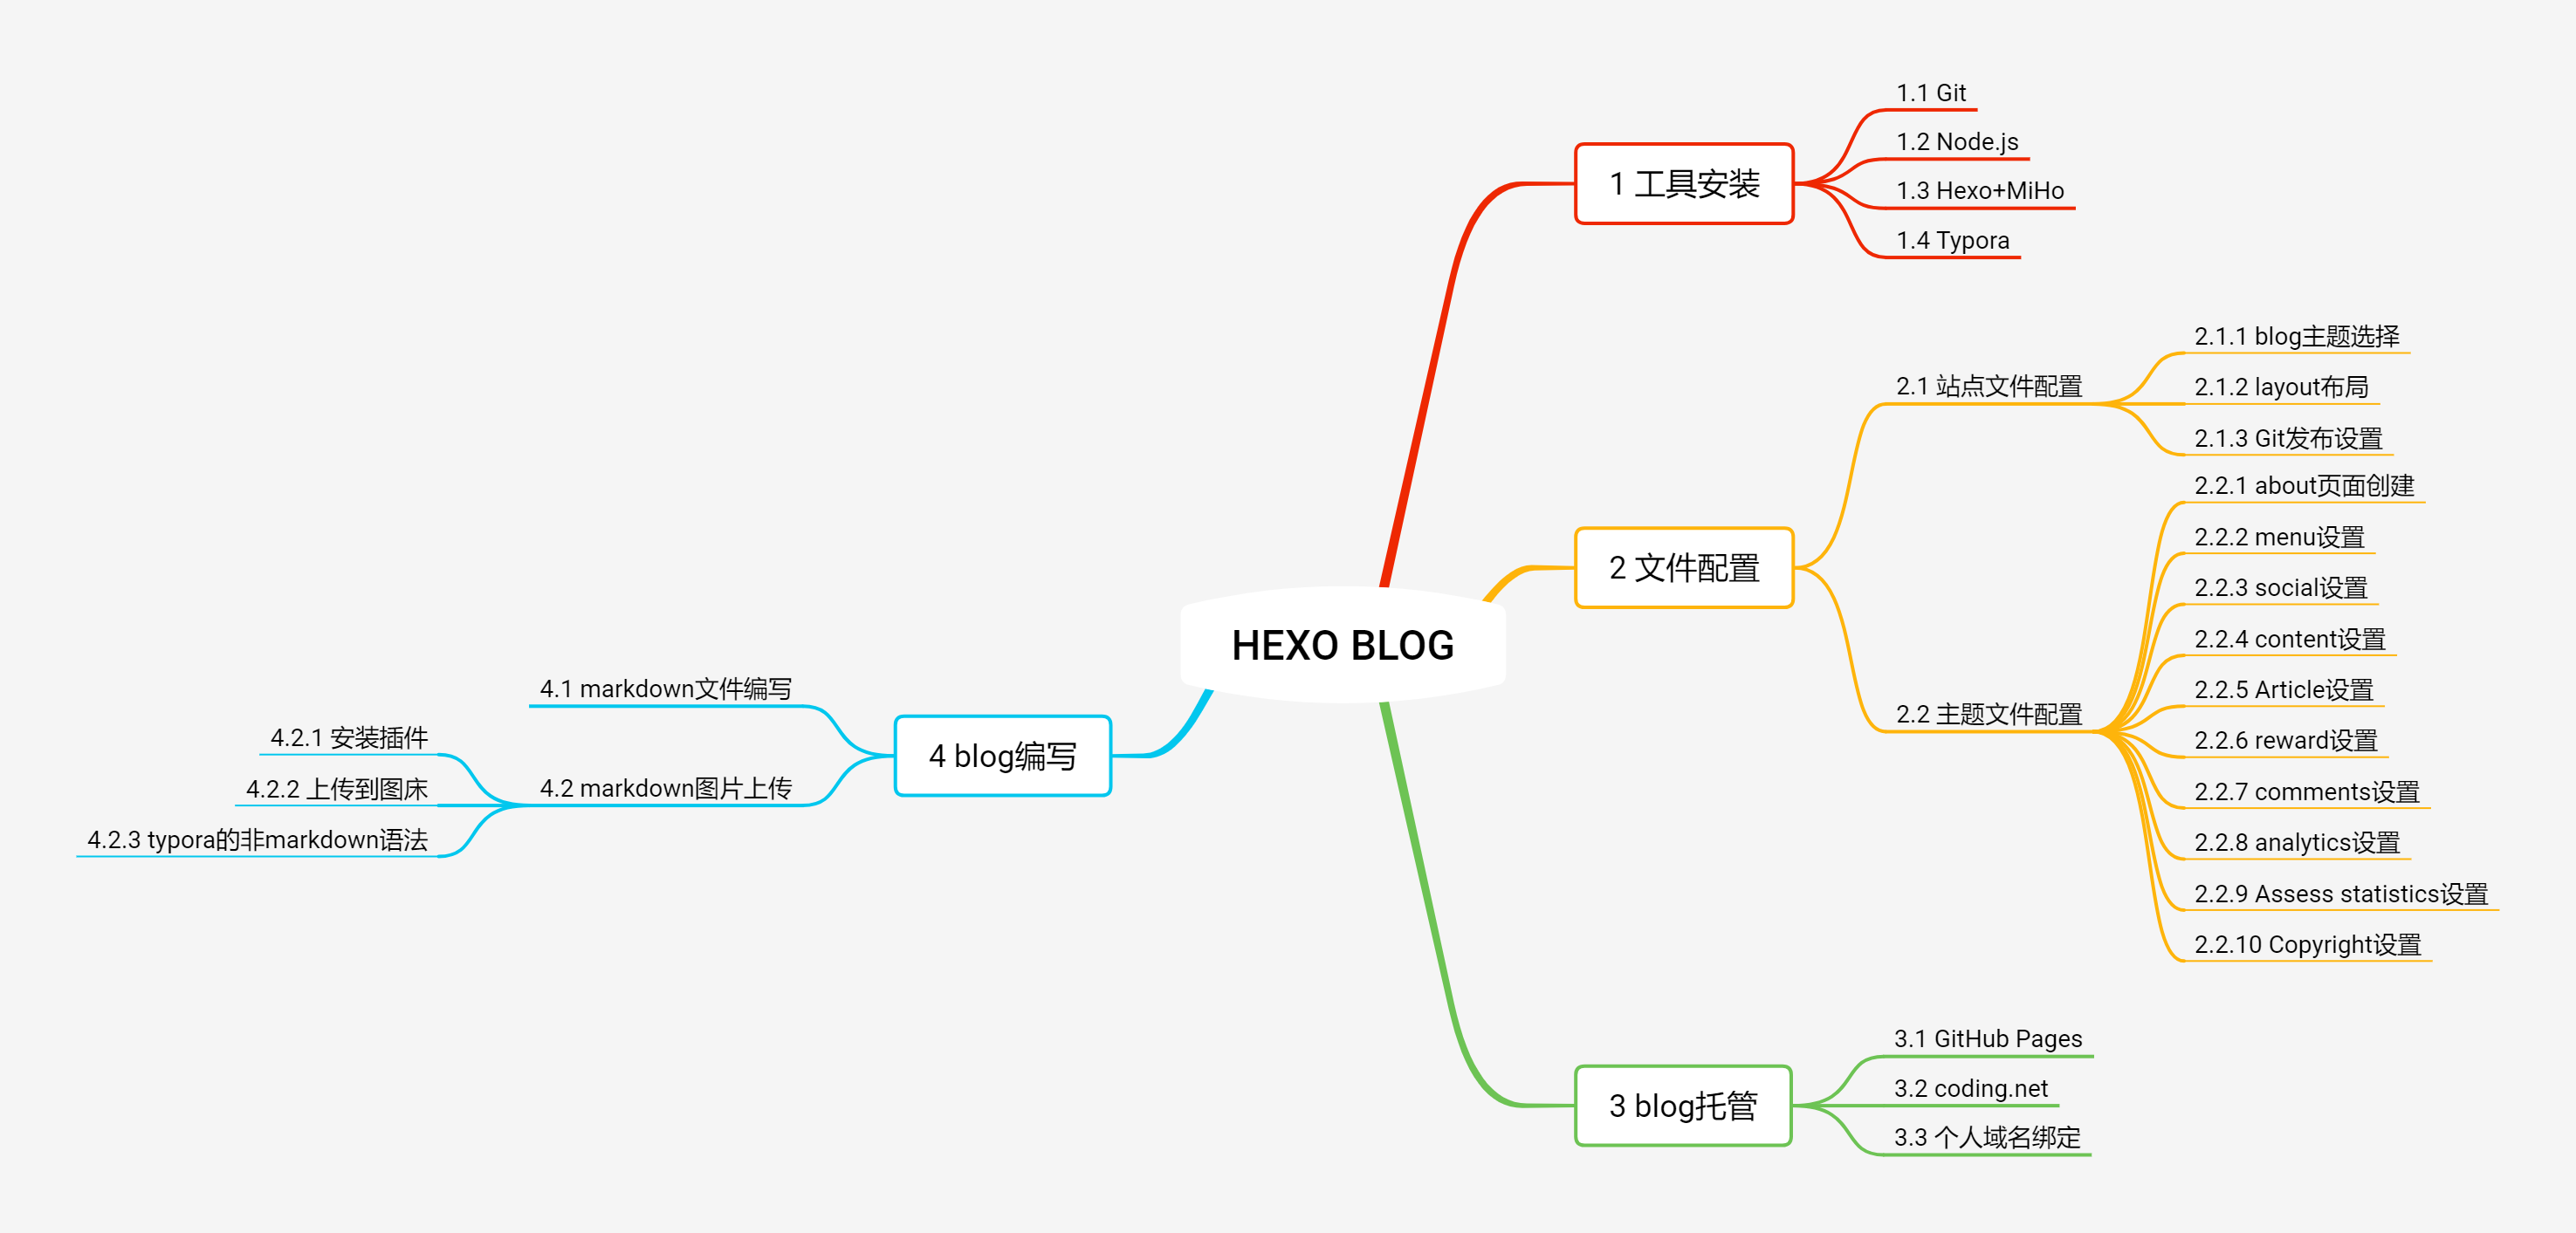 HEXO BLOG
1 工具安装
1.1 Git
1.2 Node.js
1.3 Hexo+MiHo
1.4 Typora
2 文件配置
2.1 站点文件配置
2.1.1 blog主题选择
2.1.2 layout布局
2.1.3 Git发布设置
2.2 主题文件配置
2.2.1 about页面创建
2.2.2 menu设置
2.2.3 social设置
2.2.4 content设置
2.2.5 Article设置
2.2.6 reward设置
2.2.7 comments设置
2.2.8 analytics设置
2.2.9 Assess statistics设置
2.2.10 Copyright设置
3 blog托管
3.1 GitHub Pages
3.2 coding.net
3.3 个人域名绑定
4 blog编写
4.1 markdown文件编写
4.2 markdown图片上传
4.2.1 安装插件
4.2.2 上传到图床
4.2.3 typora的非markdown语法